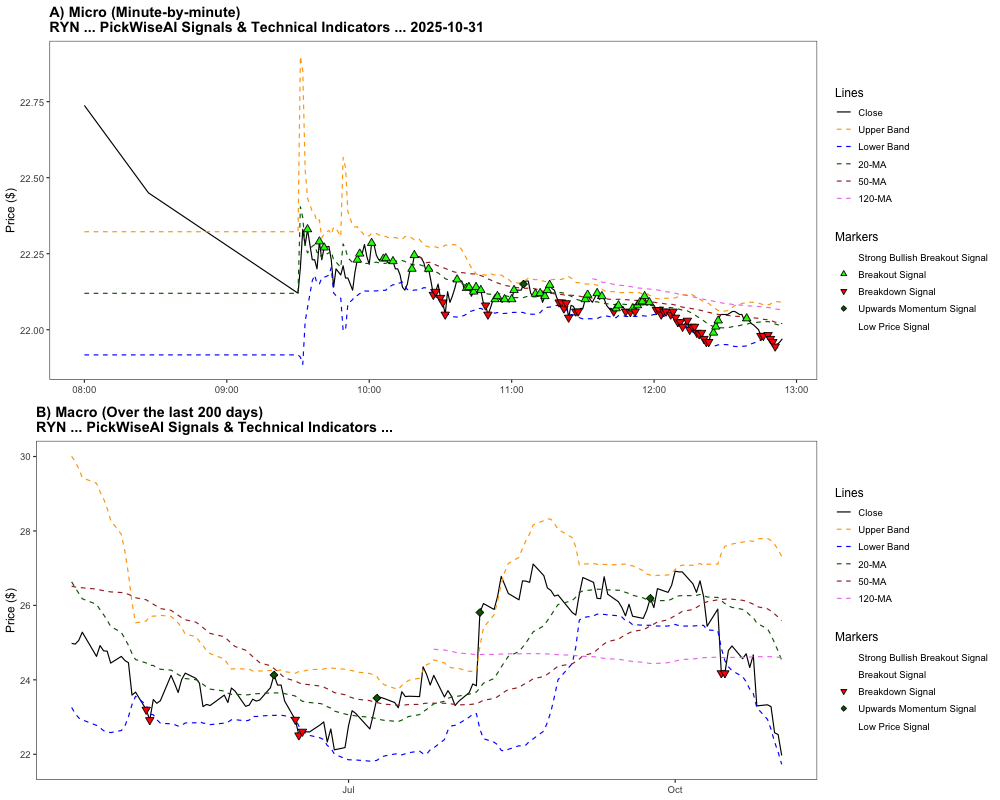 A) Micro (Minute-by-minute)
RYN ... PickWiseAI Signals & Technical Indicators ... 2025-10-31
Price ($)
22.75
22.50
22.25
22.00
08:00
09:00
10:00
11:00
12:00
13:00
Lines
Close
Upper Band
Lower Band
20-MA
50-MA
120-MA
Markers
Strong Bullish Breakout Signal
Breakout Signal
Breakdown Signal
Upwards Momentum Signal
Low Price Signal
B) Macro (Over the last 200 days)
RYN ... PickWiseAI Signals & Technical Indicators ...
Price ($)
30
28
26
24
22
Jul
Oct
Lines
Close
Upper Band
Lower Band
20-MA
50-MA
120-MA
Markers
Strong Bullish Breakout Signal
Breakout Signal
Breakdown Signal
Upwards Momentum Signal
Low Price Signal